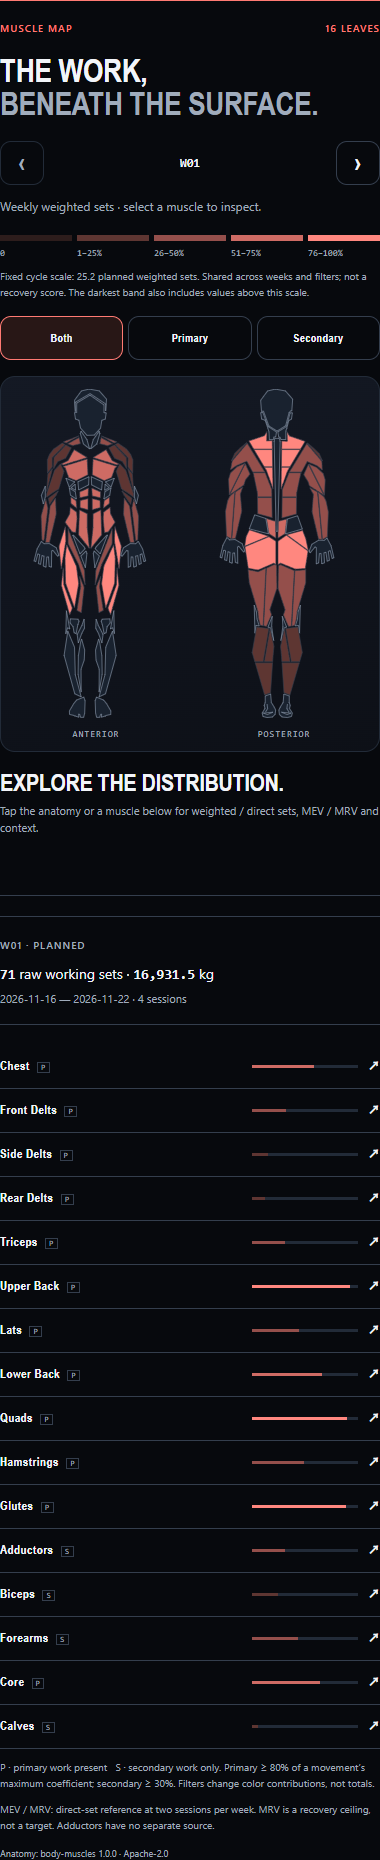 MUSCLE MAP
16 LEAVES
THE WORK,
BENEATH THE SURFACE.
W01
Weekly weighted sets · select a muscle to inspect.
0
1–25%
26–50%
51–75%
76–100%
Fixed cycle scale: 25.2 planned weighted sets. Shared across weeks and filters; not a
recovery score. The darkest band also includes values above this scale.
Both
Primary
Secondary
ANTERIOR
POSTERIOR
EXPLORE THE DISTRIBUTION.
Tap the anatomy or a muscle below for weighted / direct sets, MEV / MRV and
context.
W01 · PLANNED
71 raw working sets · 16,931.5 kg
2026-11-16 — 2026-11-22 · 4 sessions
Chest P
Front Delts P
Side Delts P
Rear Delts P
Triceps P
Upper Back P
Lats P
Lower Back P
Quads P
Hamstrings P
Glutes P
Adductors S
Biceps S
Forearms S
Core P
Calves S
P · primary work present S · secondary work only. Primary ≥ 80% of a movement's
maximum coefficient; secondary ≥ 30%. Filters change color contributions, not totals.
MEV / MRV: direct-set reference at two sessions per week. MRV is a recovery ceiling,
not a target. Adductors have no separate source.
Anatomy: body-muscles 1.0.0 · Apache-2.0